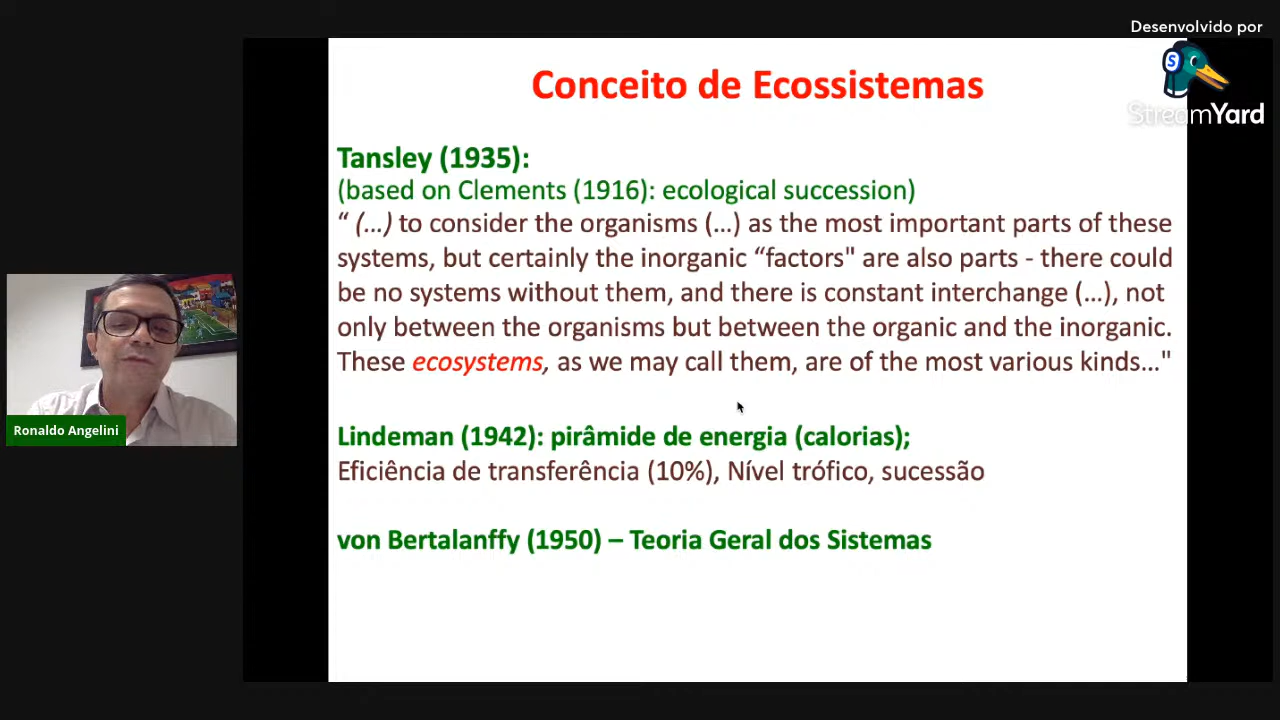 Desenvolvido por
StreamYard
Conceito de Ecossistemas
Tansley (1935):
(based on Clements (1916): ecological succession)
“ (...) to consider the organisms (...) as the most important parts of these
systems, but certainly the inorganic “factors" are also parts - there could
be no systems without them, and there is constant interchange (...), not
only between the organisms but between the organic and the inorganic.
These ecosystems, as we may call them, are of the most various kinds..."
Lindeman (1942): pirâmide de energia (calorias);
Eficiência de transferência (10%), Nível trófico, sucessão
von Bertalanffy (1950) – Teoria Geral dos Sistemas
Ronaldo Angelini